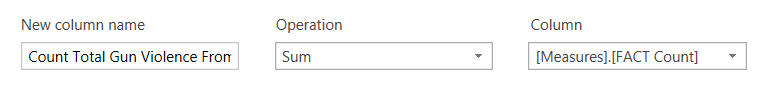 New column name Operation Column
Count Total Gun Violence From Sum [Measures].[FACT Count]